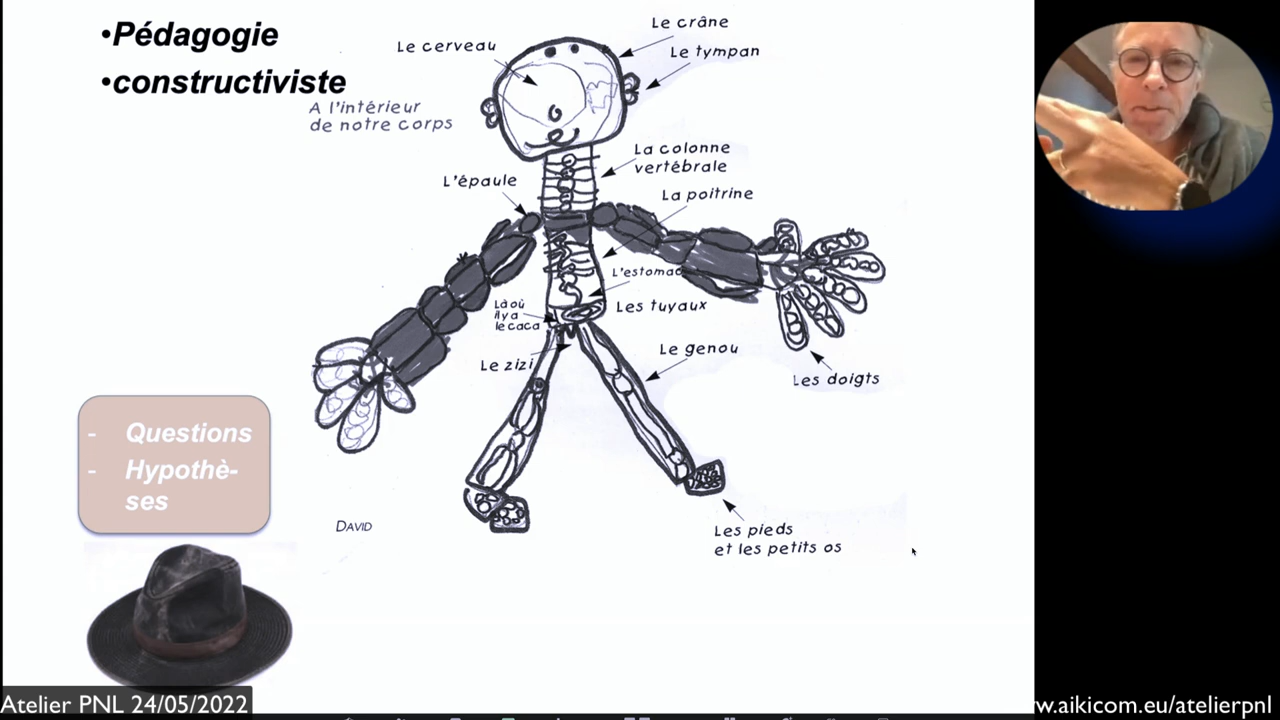 •Pédagogie
•constructiviste
A l'intérieur
de notre corps
Le cerveau
Le crâne
Le tympan
La colonne
vertébrale
L'épaule
La poitrine
L'estomac
Là où
il y a
le caca
Les tuyaux
Le zizi
Le genou
Les doigts
- Questions
- Hypothè-
ses
DAVID
Les pieds
et les petits os
Atelier PNL 24/05/2022
www.aikicom.eu/atelierpnl